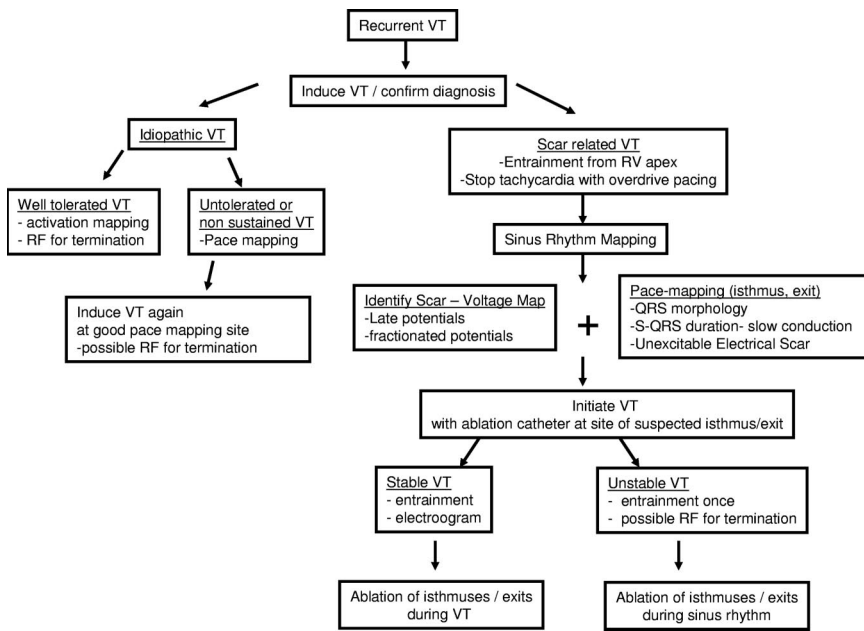 Recurrent VT
Induce VT / confirm diagnosis
Idiopathic VT
Scar related VT
-Entrainment from RV apex
-Stop tachycardia with overdrive pacing
Well tolerated VT
- activation mapping
- RF for termination
Untolerated or
non sustained VT
-Pace mapping
Sinus Rhythm Mapping
Induce VT again
at good pace mapping site
-possible RF for termination
Identify Scar – Voltage Map
-Late potentials
-fractionated potentials
+
Pace-mapping (isthmus, exit)
-QRS morphology
-S-QRS duration- slow conduction
-Unexcitable Electrical Scar
Initiate VT
with ablation catheter at site of suspected isthmus/exit
Stable VT
- entrainment
- electroogram
Unstable VT
- entrainment once
- possible RF for termination
Ablation of isthmuses / exits
during VT
Ablation of isthmuses / exits
during sinus rhythm